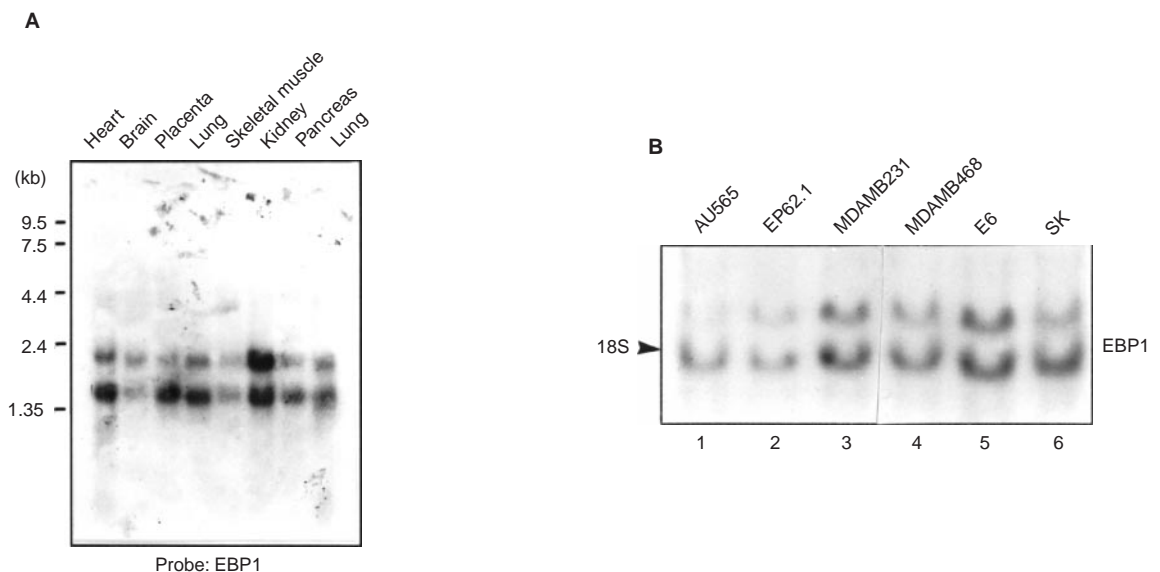 A
Heart
Brain
Placenta
Lung
Skeletal muscle
Kidney
Pancreas
Lung
(kb)
9.5
7.5
4.4
2.4
1.35
Probe: EBP1
B
AU565
EP62.1
MDAMB231
MDAMB468
E6
SK
18S
EBP1
1 2 3 4 5 6